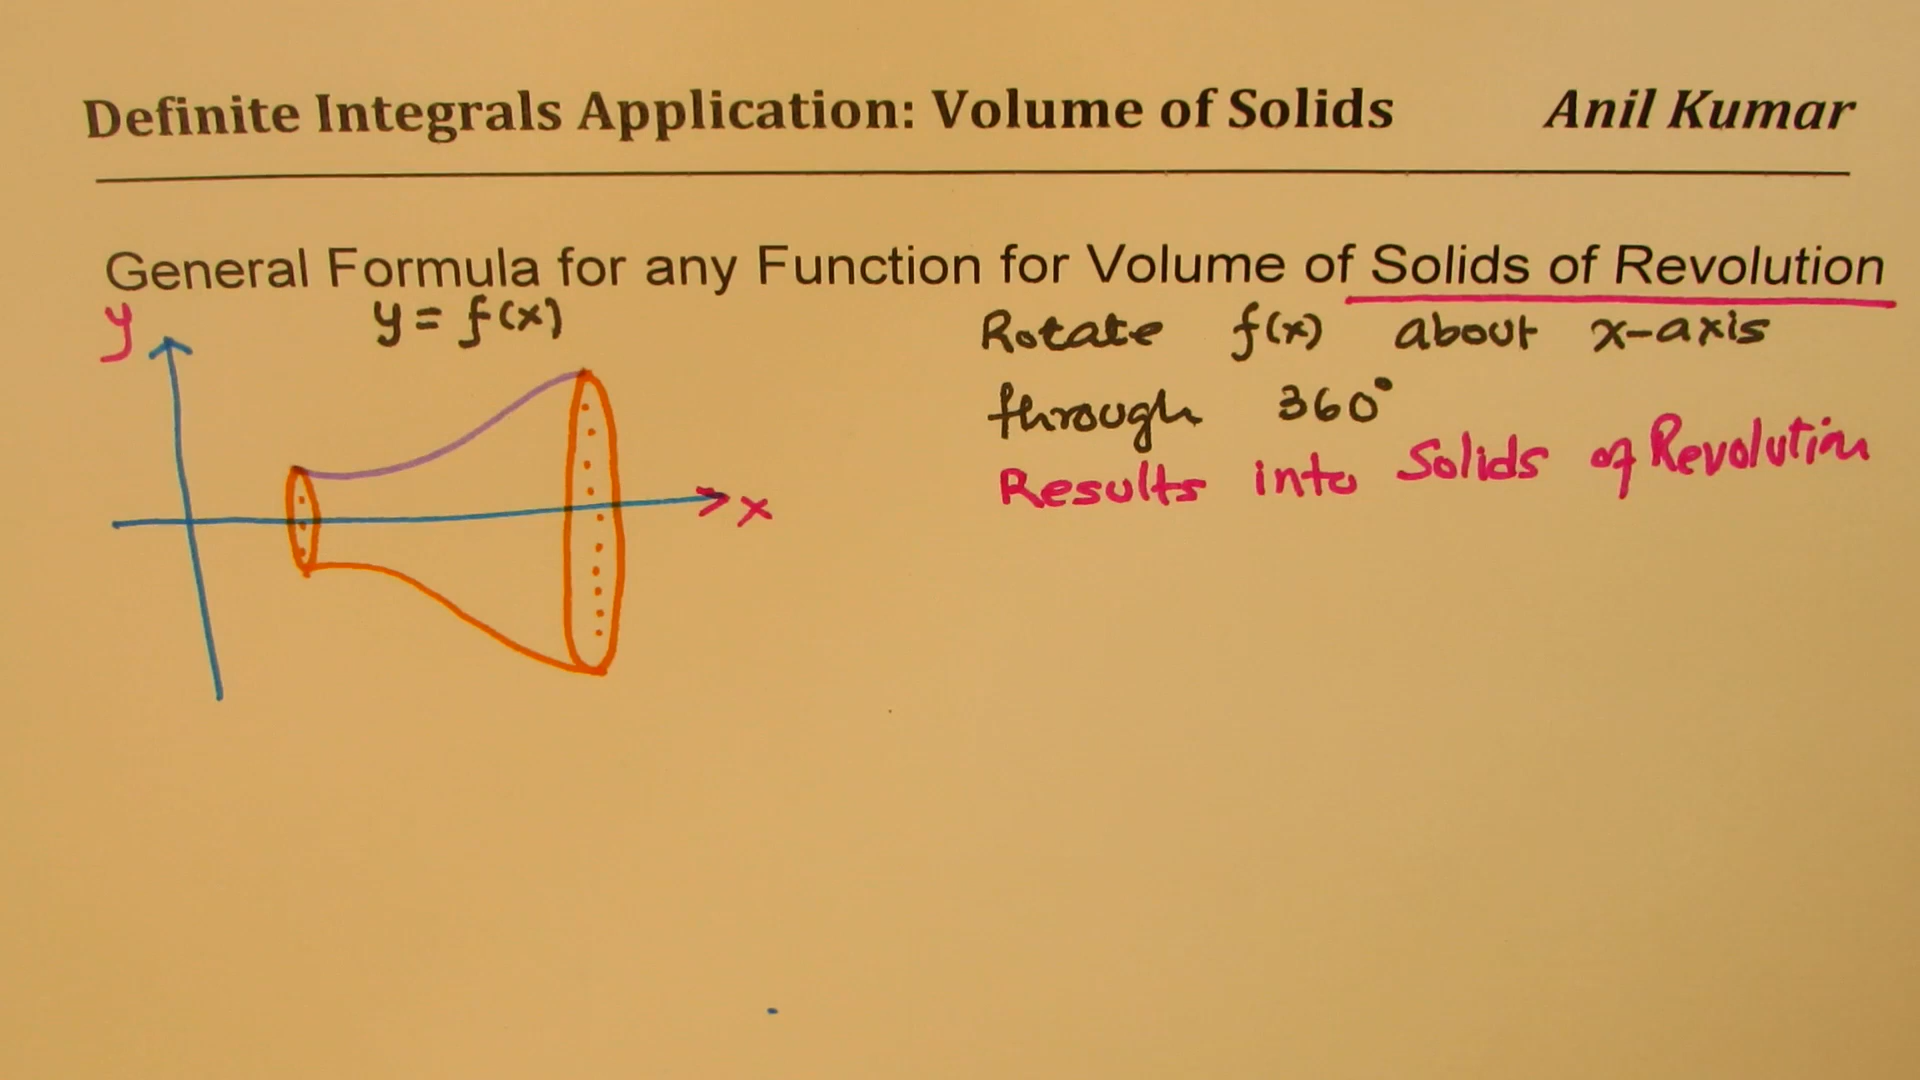 Definite Integrals Application: Volume of Solids Anil Kumar
General Formula for any Function for Volume of Solids of Revolution
y = f(x)
y
x
Rotate f(x) about x-axis
through 360°
Results into Solids of Revolution